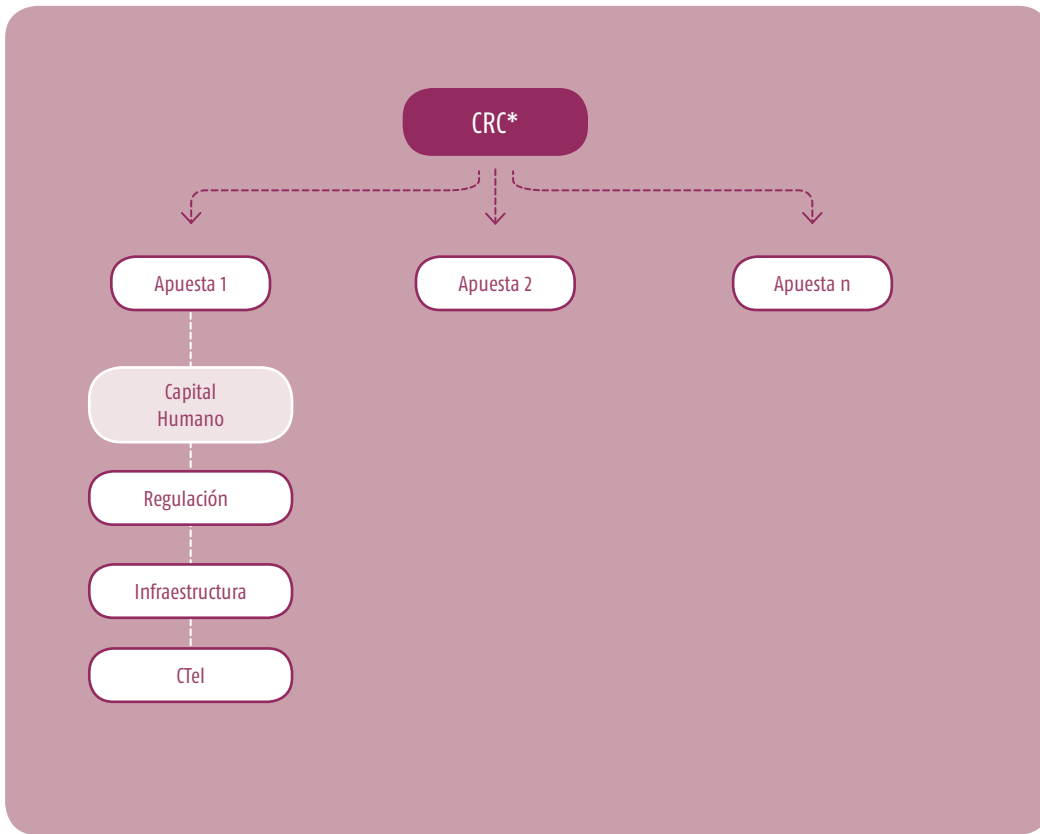 CRC*
Apuesta 1
Apuesta 2
Apuesta n
Capital
Humano
Regulación
Infraestructura
CTeI